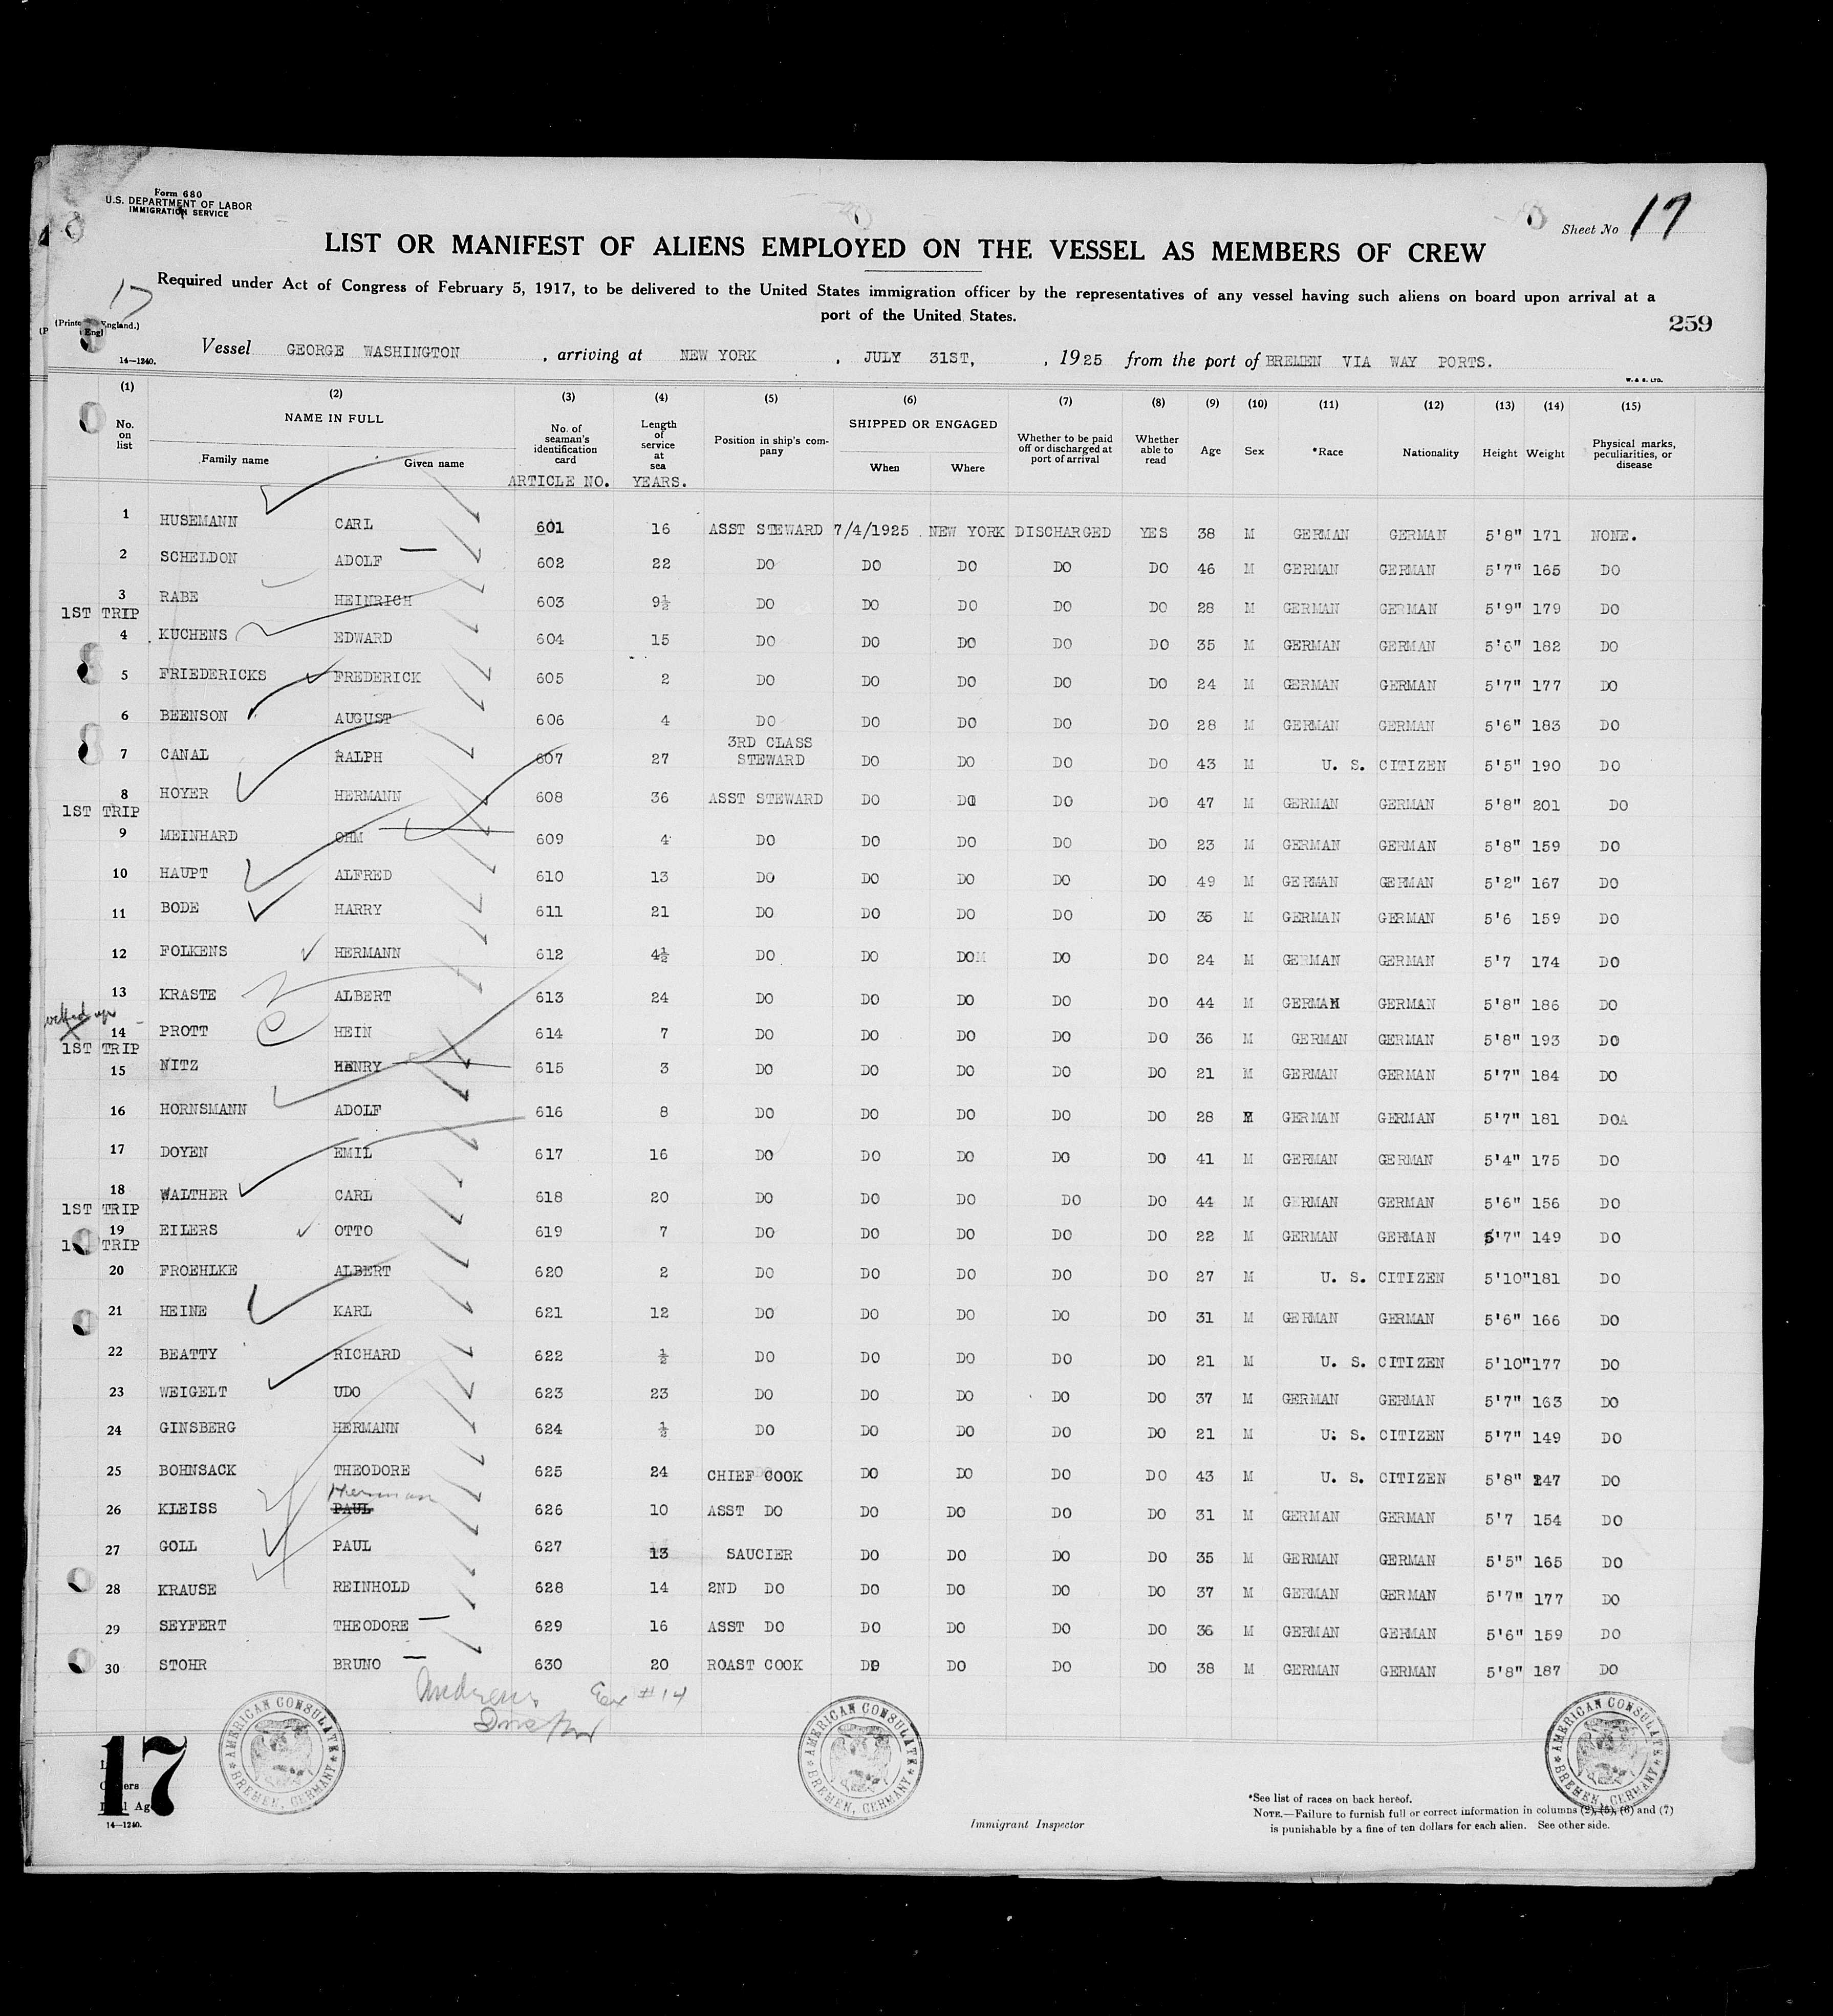 Form 680
U.S. DEPARTMENT OF LABOR
IMMIGRATION SERVICE
Sheet No 17
LIST OR MANIFEST OF ALIENS EMPLOYED ON THE VESSEL AS MEMBERS OF CREW
17
Required under Act of Congress of February 5, 1917, to be delivered to the United States immigration officer by the representatives of any vessel having such aliens on board upon arrival at a
port of the United States.
259
14—1240.
Vessel GEORGE WASHINGTON , arriving at NEW YORK , JULY 31ST, , 1925 from the port of BREMEN VIA WAY PORTS.
W. & S. LTD.
(1) (2) (3) (4) (5) (6) (7) (8) (9) (10) (11) (12) (13) (14) (15)
No. on list NAME IN FULL Family name Given name No. of seaman's identification card Length of service at sea Position in ship's company SHIPPED OR ENGAGED When Where Whether to be paid off or discharged at port of arrival Whether able to read Age Sex *Race Nationality Height Weight Physical marks, peculiarities, or disease
ARTICLE NO. YEARS.
1 HUSEMANN CARL 601 16 ASST STEWARD 7/4/1925 NEW YORK DISCHARGED YES 38 M GERMAN GERMAN 5'8" 171 NONE.
2 SCHELDON ADOLF 602 22 DO DO DO DO DO 46 M GERMAN GERMAN 5'7" 165 DO
3 RABE HEINRICH 603 9½ DO DO DO DO DO 28 M GERMAN GERMAN 5'9" 179 DO
1ST TRIP
4 KUCHENS EDWARD 604 15 DO DO DO DO DO 35 M GERMAN GERMAN 5'6" 182 DO
5 FRIEDERICKS FREDERICK 605 2 DO DO DO DO DO 24 M GERMAN GERMAN 5'7" 177 DO
6 BEENSON AUGUST 606 4 DO DO DO DO DO 28 M GERMAN GERMAN 5'6" 183 DO
7 CANAL RALPH 607 27 3RD CLASS STEWARD DO DO DO DO 43 M U. S. CITIZEN 5'5" 190 DO
8 HOYER HERMANN 608 36 ASST STEWARD DO DO DO DO 47 M GERMAN GERMAN 5'8" 201 DO
1ST TRIP
9 MEINHARD OHM 609 4 DO DO DO DO DO 23 M GERMAN GERMAN 5'8" 159 DO
10 HAUPT ALFRED 610 13 DO DO DO DO DO 49 M GERMAN GERMAN 5'2" 167 DO
11 BODE HARRY 611 21 DO DO DO DO DO 35 M GERMAN GERMAN 5'6 159 DO
12 FOLKENS HERMANN 612 4½ DO DO DO DO DO 24 M GERMAN GERMAN 5'7 174 DO
13 KRASTE ALBERT 613 24 DO DO DO DO DO 44 M GERMAN GERMAN 5'8" 186 DO
14 PROTT HEIN 614 7 DO DO DO DO DO 36 M GERMAN GERMAN 5'8" 193 DO
1ST TRIP
15 NITZ HENRY 615 3 DO DO DO DO DO 21 M GERMAN GERMAN 5'7" 184 DO
16 HORNSMANN ADOLF 616 8 DO DO DO DO DO 28 M GERMAN GERMAN 5'7" 181 DO
17 DOYEN EMIL 617 16 DO DO DO DO DO 41 M GERMAN GERMAN 5'4" 175 DO
18 WALTHER CARL 618 20 DO DO DO DO DO 44 M GERMAN GERMAN 5'6" 156 DO
1ST TRIP
19 EILERS OTTO 619 7 DO DO DO DO DO 22 M GERMAN GERMAN 5'7" 149 DO
TRIP
20 FROEHLKE ALBERT 620 2 DO DO DO DO DO 27 M U. S. CITIZEN 5'10" 181 DO
21 HEINE KARL 621 12 DO DO DO DO DO 31 M GERMAN GERMAN 5'6" 166 DO
22 BEATTY RICHARD 622 ½ DO DO DO DO DO 21 M U. S. CITIZEN 5'10" 177 DO
23 WEIGELT UDO 623 23 DO DO DO DO DO 37 M GERMAN GERMAN 5'7" 163 DO
24 GINSBERG HERMANN 624 ½ DO DO DO DO DO 21 M U. S. CITIZEN 5'7" 149 DO
25 BOHNSACK THEODORE 625 24 CHIEF COOK DO DO DO DO 43 M U. S. CITIZEN 5'8" 247 DO
Herman
26 KLEISS PAUL 626 10 ASST DO DO DO DO DO 31 M GERMAN GERMAN 5'7 154 DO
27 GOLL PAUL 627 13 SAUCIER DO DO DO DO 35 M GERMAN GERMAN 5'5" 165 DO
28 KRAUSE REINHOLD 628 14 2ND DO DO DO DO DO 37 M GERMAN GERMAN 5'7" 177 DO
29 SEYFERT THEODORE 629 16 ASST DO DO DO DO DO 36 M GERMAN GERMAN 5'6" 159 DO
30 STOHR BRUNO 630 20 ROAST COOK DO DO DO DO 38 M GERMAN GERMAN 5'8" 187 DO
#14
AMERICAN CONSULATE BREMEN, GERMANY
AMERICAN CONSULATE BREMEN, GERMANY
AMERICAN CONSULATE BREMEN, GERMANY
17
14—1240.
Immigrant Inspector
*See list of races on back hereof.
NOTE.—Failure to furnish full or correct information in columns (2), (5), (6) and (7)
is punishable by a fine of ten dollars for each alien. See other side.